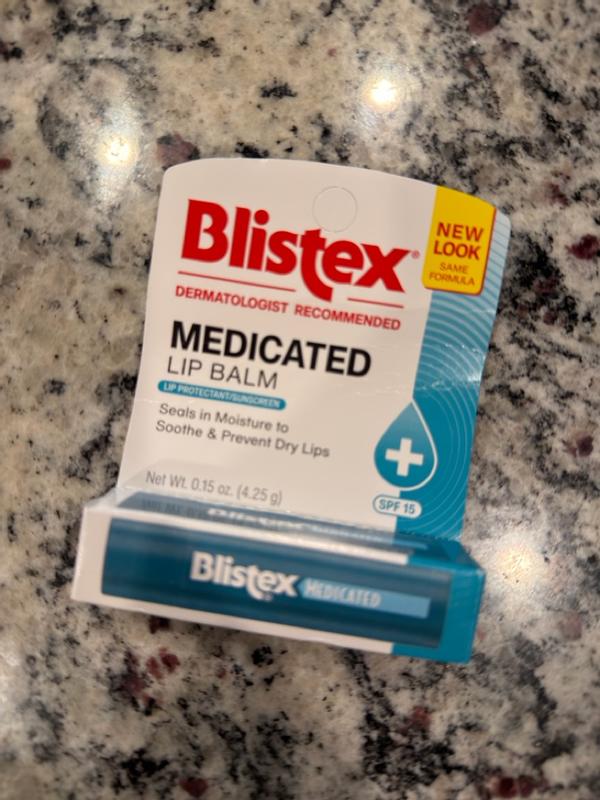 Blistex®
NEW
LOOK
SAME
FORMULA
DERMATOLOGIST RECOMMENDED
MEDICATED
LIP BALM
LIP PROTECTANT/SUNSCREEN
Seals in Moisture to
Soothe & Prevent Dry Lips
Net Wt. 0.15 oz. (4.25 g)
SPF 15
Blistex MEDICATED